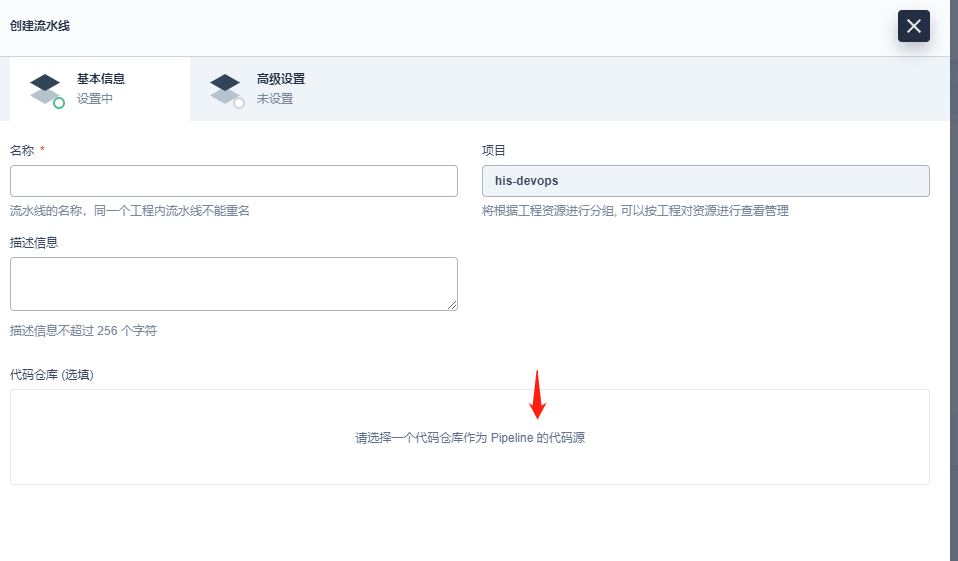 创建流水线
基本信息
设置中
高级设置
未设置
名称 *
项目
his-devops
流水线的名称，同一个工程内流水线不能重名
将根据工程资源进行分组, 可以按工程对资源进行查看管理
描述信息
描述信息不超过 256 个字符
代码仓库 (选填)
请选择一个代码仓库作为 Pipeline 的代码源